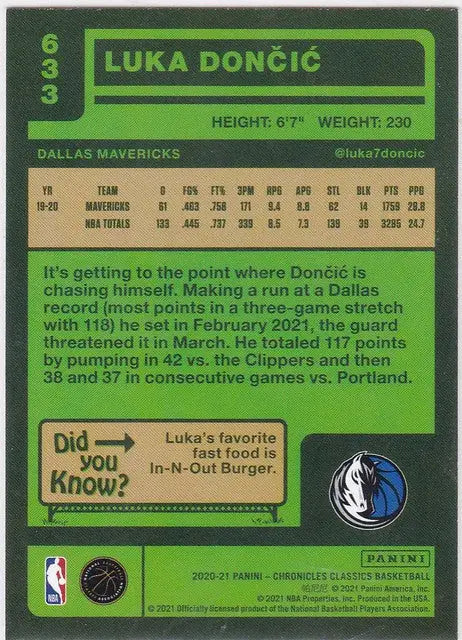 633
LUKA DONČIĆ
HEIGHT: 6'7" WEIGHT: 230
DALLAS MAVERICKS @luka7doncic
YR TEAM G FG% FT% 3PM RPG APG STL BLK PTS PPG
19-20 MAVERICKS 61 .463 .758 171 9.4 8.8 62 14 1759 28.8
NBA TOTALS 133 .445 .737 339 8.5 7.3 139 39 3285 24.7
It's getting to the point where Dončić is
chasing himself. Making a run at a Dallas
record (most points in a three-game stretch
with 118) he set in February 2021, the guard
threatened it in March. He totaled 117 points
by pumping in 42 vs. the Clippers and then
38 and 37 in consecutive games vs. Portland.
Did
you
Know?
Luka's favorite
fast food is
In-N-Out Burger.
PANINI
2020-21 PANINI – CHRONICLES CLASSICS BASKETBALL
帕尼尼 © 2021 Panini America, Inc.
© 2021 NBA Properties, Inc. Produced in the USA.
© 2021 Officially licensed product of the National Basketball Players Association.
NBA